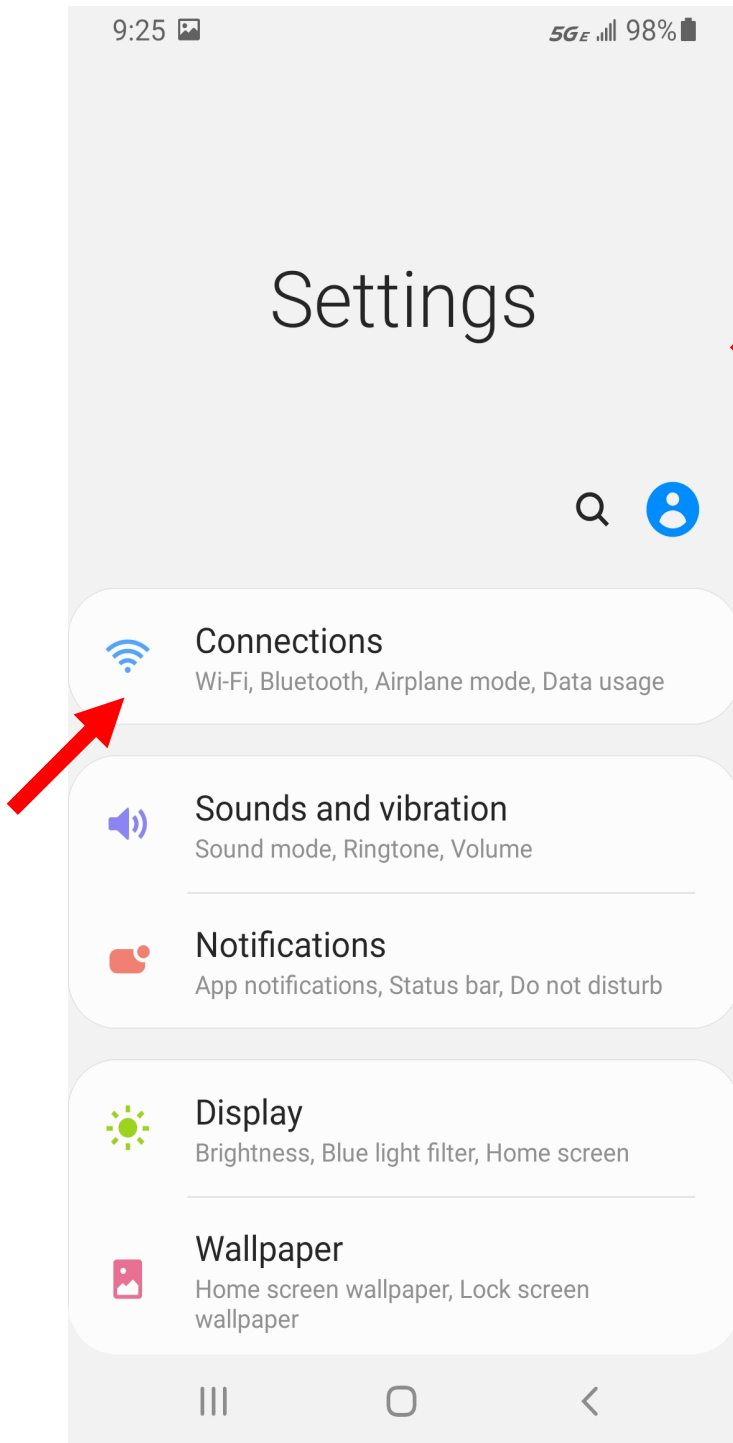 9:25 5GE 98%
Settings
Connections
Wi-Fi, Bluetooth, Airplane mode, Data usage
Sounds and vibration
Sound mode, Ringtone, Volume
Notifications
App notifications, Status bar, Do not disturb
Display
Brightness, Blue light filter, Home screen
Wallpaper
Home screen wallpaper, Lock screen
wallpaper